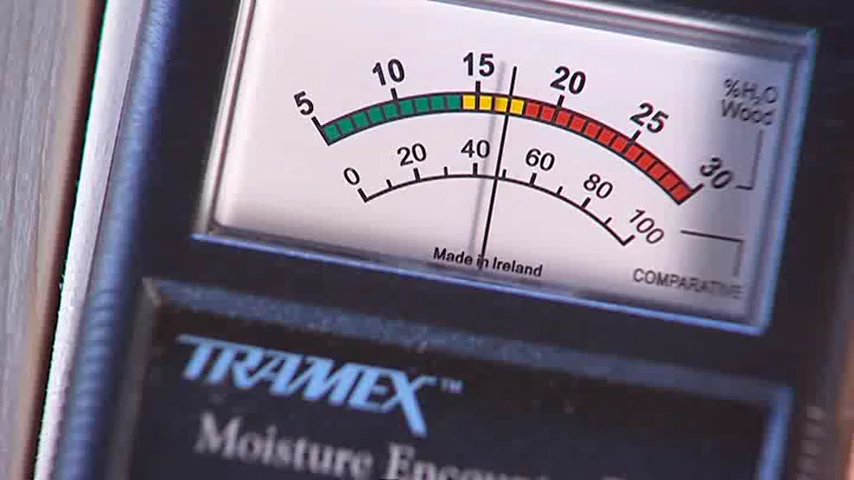 5 10 15 20 25 30
%H₂O
Wood
0 20 40 60 80 100
Made in Ireland
COMPARATIVE
TRAMEX™
Moisture